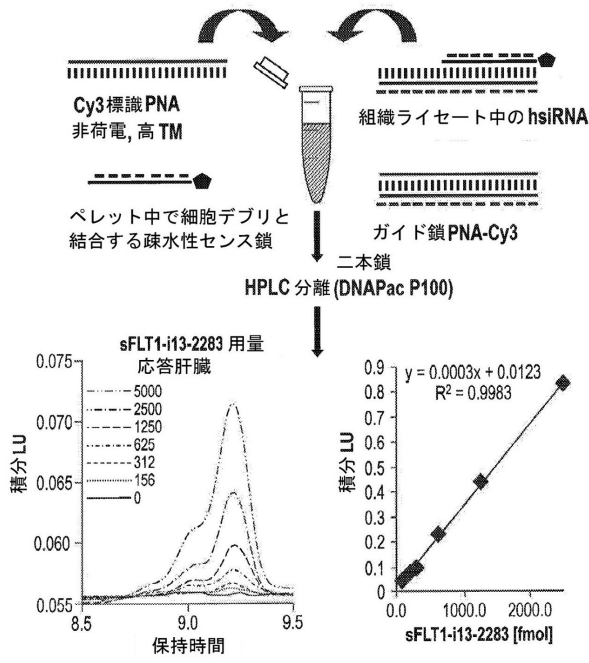 Cy3標識PNA
非荷電, 高TM
組織ライセート中のhsiRNA
ペレット中で細胞デブリと
結合する疎水性センス鎖
ガイド鎖PNA-Cy3
二本鎖
HPLC 分離 (DNAPac P100)
sFLT1-i13-2283 用量
応答肝臓
5000
2500
1250
625
312
156
0
積分LU
0.075
0.070
0.065
0.060
0.055
8.5
9.0
9.5
保持時間
y = 0.0003x + 0.0123
R² = 0.9983
積分LU
0.9
0.8
0.7
0.6
0.5
0.4
0.3
0.2
0.1
0
0.0
1000.0
2000.0
sFLT1-i13-2283 [fmol]